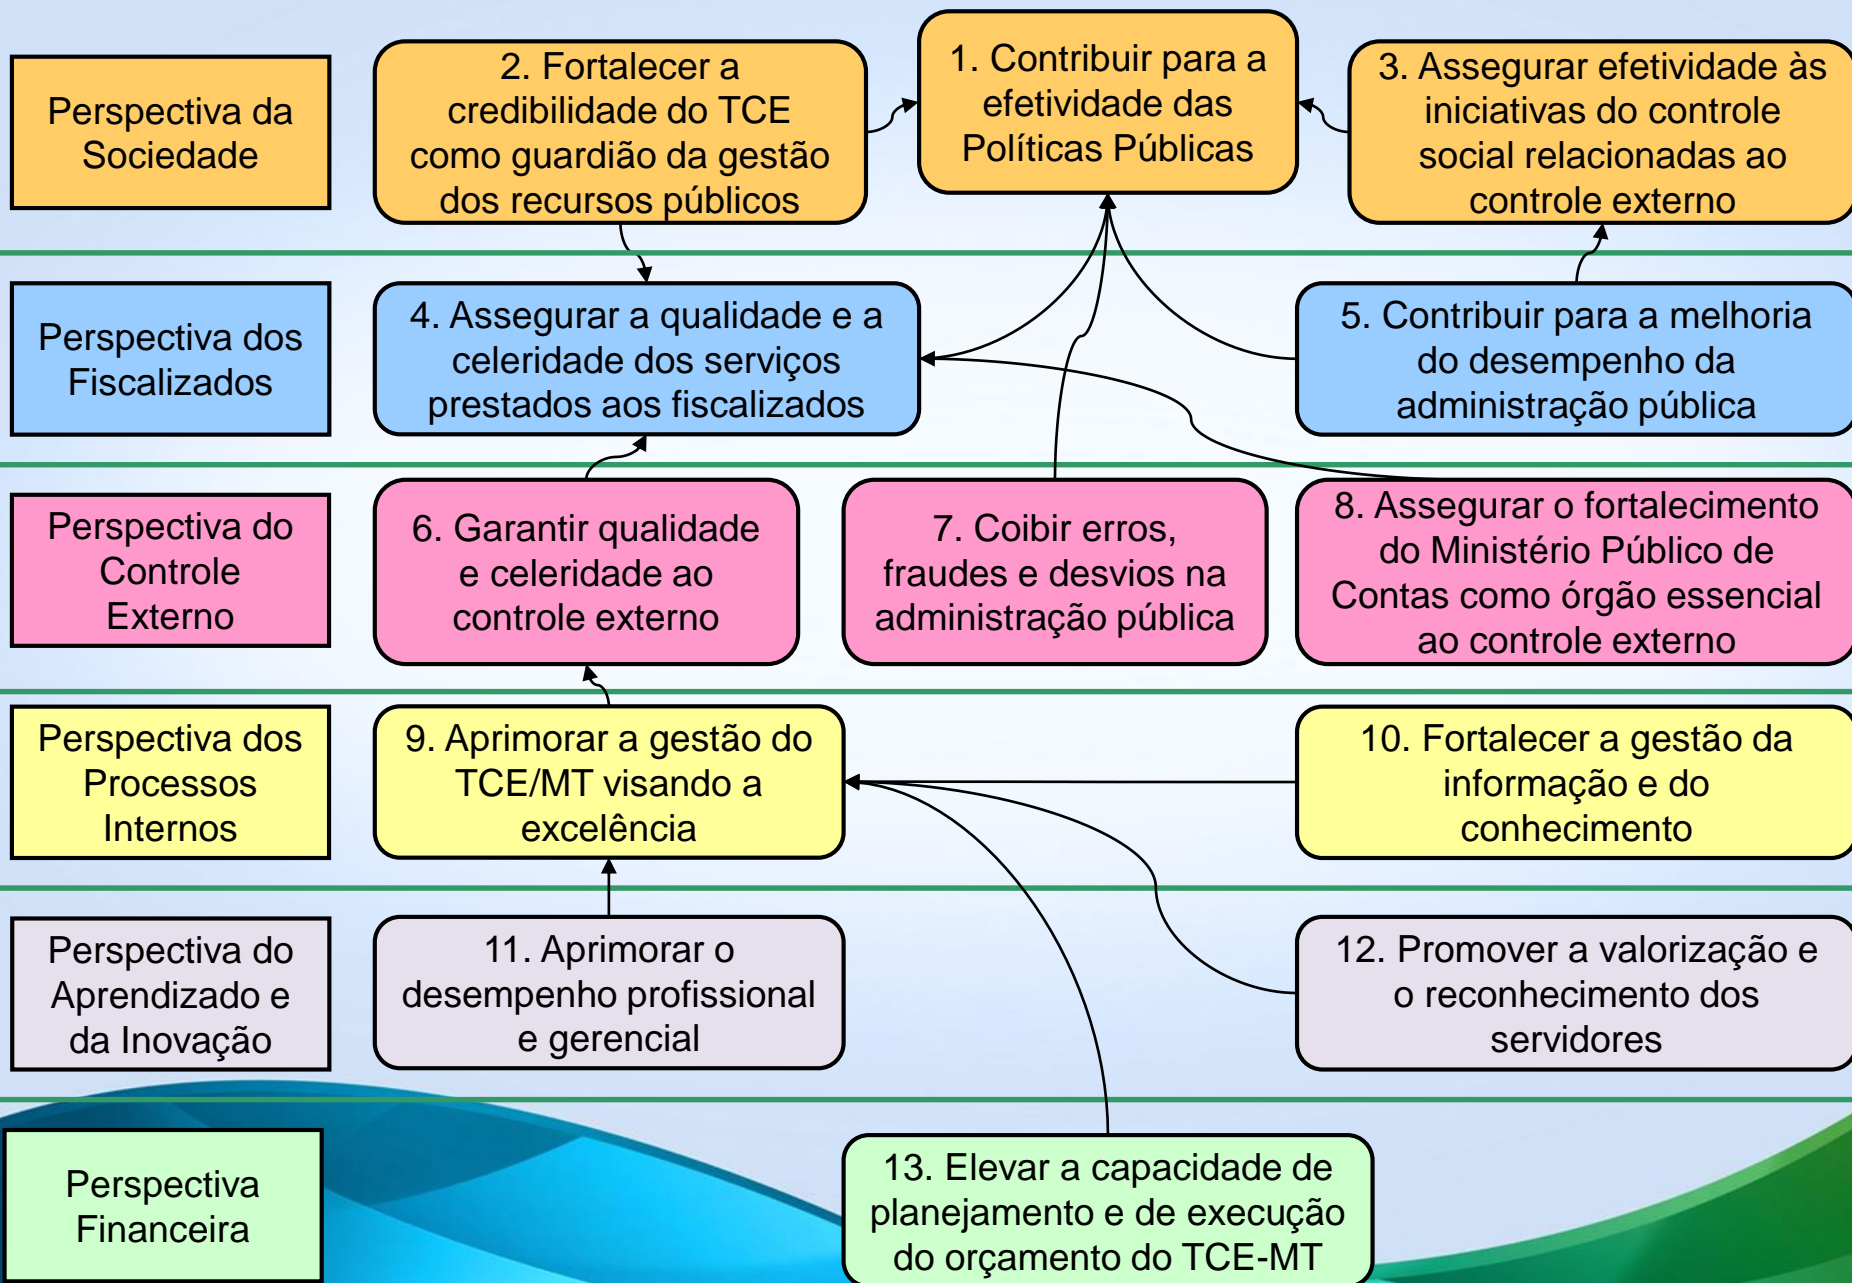 Perspectiva da
Sociedade
2. Fortalecer a
credibilidade do TCE
como guardião da gestão
dos recursos públicos
1. Contribuir para a
efetividade das
Políticas Públicas
3. Assegurar efetividade às
iniciativas do controle
social relacionadas ao
controle externo
Perspectiva dos
Fiscalizados
4. Assegurar a qualidade e a
celeridade dos serviços
prestados aos fiscalizados
5. Contribuir para a melhoria
do desempenho da
administração pública
Perspectiva do
Controle
Externo
6. Garantir qualidade
e celeridade ao
controle externo
7. Coibir erros,
fraudes e desvios na
administração pública
8. Assegurar o fortalecimento
do Ministério Público de
Contas como órgão essencial
ao controle externo
Perspectiva dos
Processos
Internos
9. Aprimorar a gestão do
TCE/MT visando a
excelência
10. Fortalecer a gestão da
informação e do
conhecimento
Perspectiva do
Aprendizado e
da Inovação
11. Aprimorar o
desempenho profissional
e gerencial
12. Promover a valorização e
o reconhecimento dos
servidores
Perspectiva
Financeira
13. Elevar a capacidade de
planejamento e de execução
do orçamento do TCE-MT